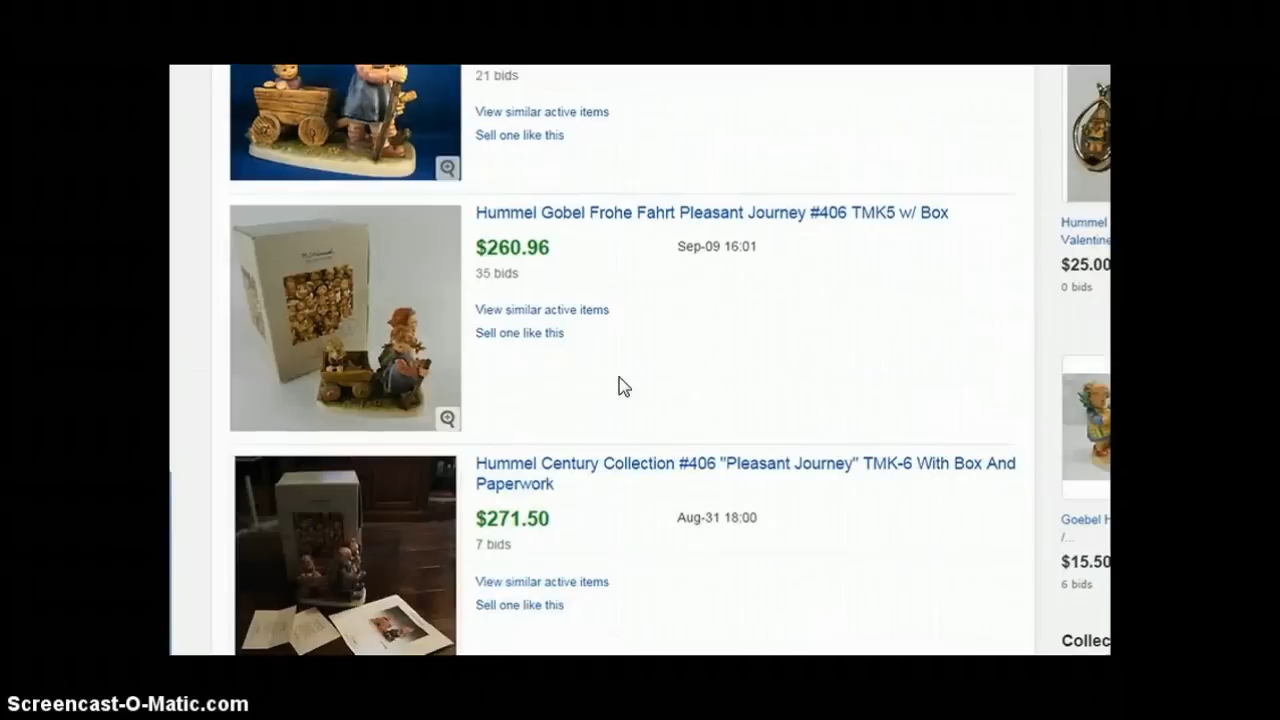 21 bids
View similar active items
Sell one like this
Hummel Gobel Frohe Fahrt Pleasant Journey #406 TMK5 w/ Box
$260.96
Sep-09 16:01
35 bids
View similar active items
Sell one like this
Hummel Century Collection #406 "Pleasant Journey" TMK-6 With Box And
Paperwork
$271.50
Aug-31 18:00
7 bids
View similar active items
Sell one like this
Hummel
Valentine
$25.00
0 bids
Goebel H
/...
$15.50
6 bids
Collec
Screencast-O-Matic.com